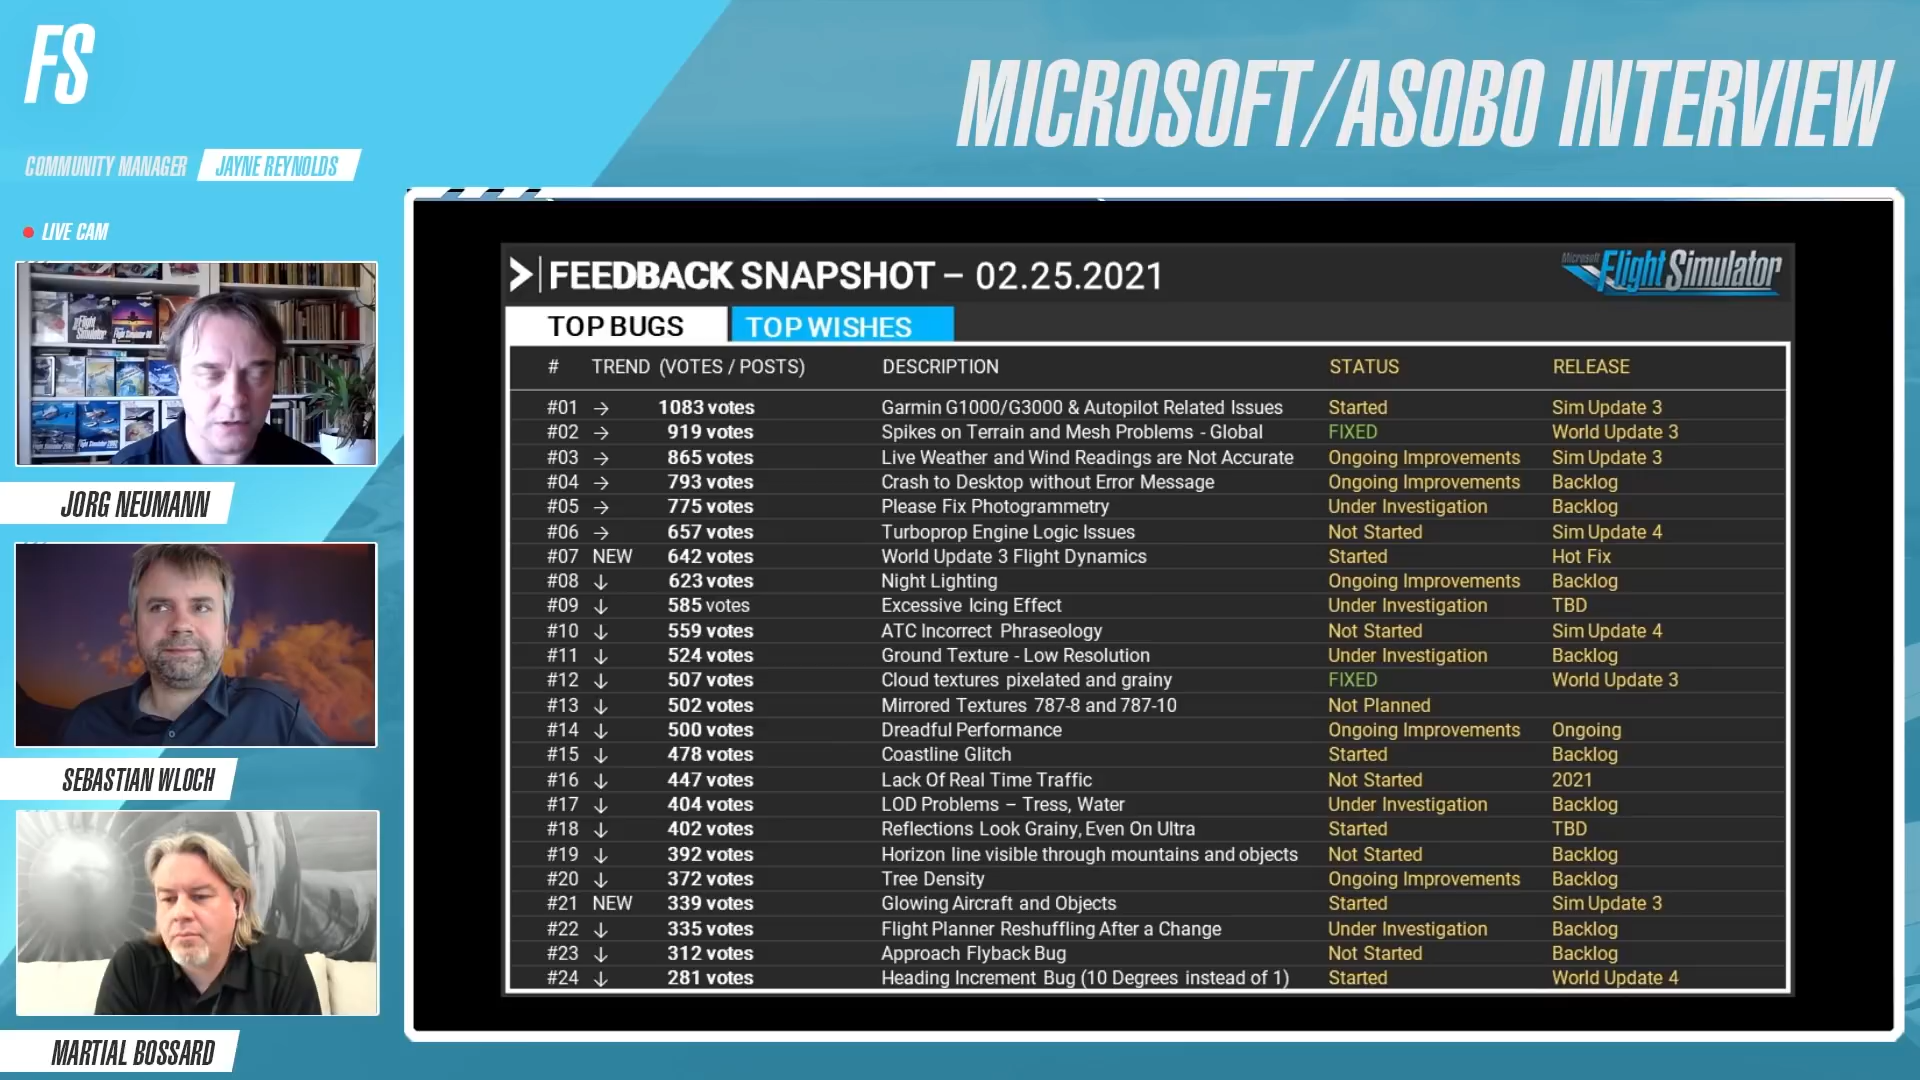 FS
MICROSOFT/ASOBO INTERVIEW
COMMUNITY MANAGER JAYNE REYNOLDS
LIVE CAM
JORG NEUMANN
SEBASTIAN WLOCH
MARTIAL BOSSARD
FEEDBACK SNAPSHOT – 02.25.2021
Microsoft Flight Simulator
TOP BUGS TOP WISHES
# TREND (VOTES / POSTS) DESCRIPTION STATUS RELEASE
#01 → 1083 votes Garmin G1000/G3000 & Autopilot Related Issues Started Sim Update 3
#02 → 919 votes Spikes on Terrain and Mesh Problems - Global FIXED World Update 3
#03 → 865 votes Live Weather and Wind Readings are Not Accurate Ongoing Improvements Sim Update 3
#04 → 793 votes Crash to Desktop without Error Message Ongoing Improvements Backlog
#05 → 775 votes Please Fix Photogrammetry Under Investigation Backlog
#06 → 657 votes Turboprop Engine Logic Issues Not Started Sim Update 4
#07 NEW 642 votes World Update 3 Flight Dynamics Started Hot Fix
#08 ↓ 623 votes Night Lighting Ongoing Improvements Backlog
#09 ↓ 585 votes Excessive Icing Effect Under Investigation TBD
#10 ↓ 559 votes ATC Incorrect Phraseology Not Started Sim Update 4
#11 ↓ 524 votes Ground Texture - Low Resolution Under Investigation Backlog
#12 ↓ 507 votes Cloud textures pixelated and grainy FIXED World Update 3
#13 ↓ 502 votes Mirrored Textures 787-8 and 787-10 Not Planned
#14 ↓ 500 votes Dreadful Performance Ongoing Improvements Ongoing
#15 ↓ 478 votes Coastline Glitch Started Backlog
#16 ↓ 447 votes Lack Of Real Time Traffic Not Started 2021
#17 ↓ 404 votes LOD Problems – Tress, Water Under Investigation Backlog
#18 ↓ 402 votes Reflections Look Grainy, Even On Ultra Started TBD
#19 ↓ 392 votes Horizon line visible through mountains and objects Not Started Backlog
#20 ↓ 372 votes Tree Density Ongoing Improvements Backlog
#21 NEW 339 votes Glowing Aircraft and Objects Started Sim Update 3
#22 ↓ 335 votes Flight Planner Reshuffling After a Change Under Investigation Backlog
#23 ↓ 312 votes Approach Flyback Bug Not Started Backlog
#24 ↓ 281 votes Heading Increment Bug (10 Degrees instead of 1) Started World Update 4